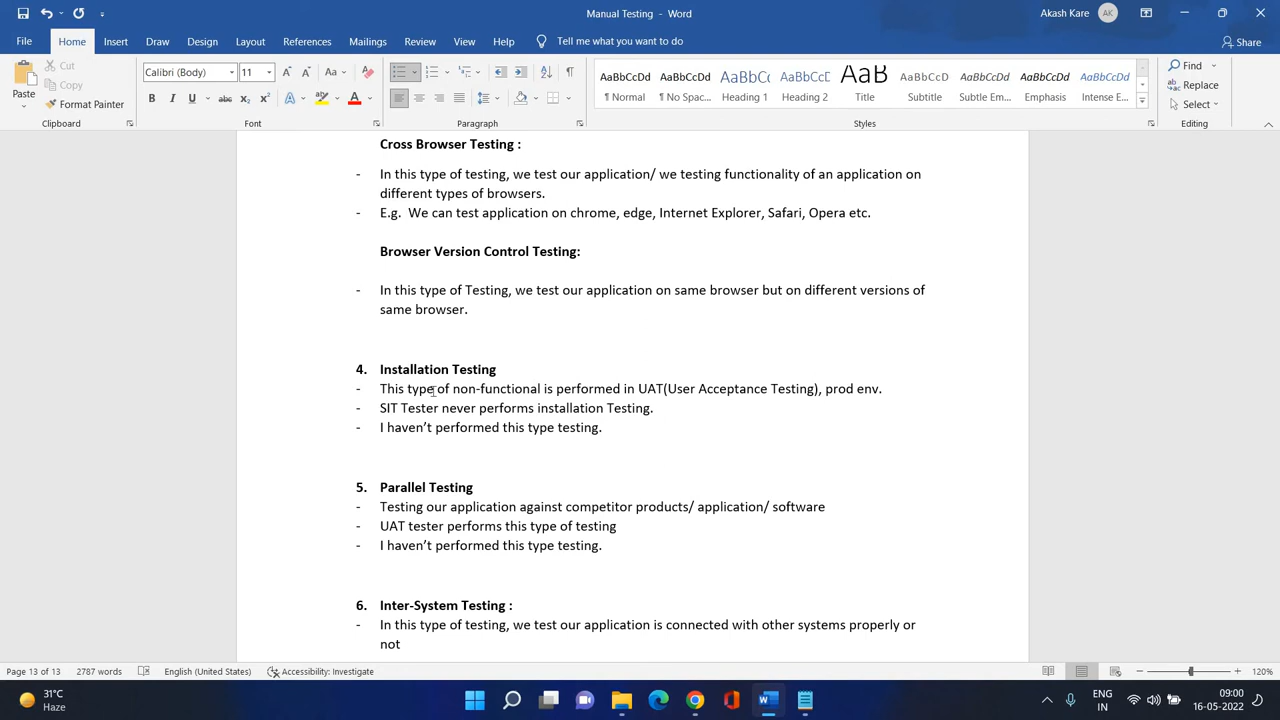 Manual Testing - Word
Akash Kare
AK
File Home Insert Draw Design Layout References Mailings Review View Help Tell me what you want to do
Share
Paste
Cut
Copy
Format Painter
Clipboard
Calibri (Body) 11
Font
Paragraph
AaBbCcDd AaBbCcDd AaBbCc AaBbCcD AaB AaBbCcDd AaBbCcDd AaBbCcDd AaBbCcDd
¶ Normal ¶ No Spac... Heading 1 Heading 2 Title Subtitle Subtle Em... Emphasis Intense E...
Styles
Find
Replace
Select
Editing
Cross Browser Testing :
- In this type of testing, we test our application/ we testing functionality of an application on
different types of browsers.
- E.g. We can test application on chrome, edge, Internet Explorer, Safari, Opera etc.
Browser Version Control Testing:
- In this type of Testing, we test our application on same browser but on different versions of
same browser.
4. Installation Testing
- This type of non-functional is performed in UAT(User Acceptance Testing), prod env.
- SIT Tester never performs installation Testing.
- I haven’t performed this type testing.
5. Parallel Testing
- Testing our application against competitor products/ application/ software
- UAT tester performs this type of testing
- I haven’t performed this type testing.
6. Inter-System Testing :
- In this type of testing, we test our application is connected with other systems properly or
not
Page 13 of 13 2787 words English (United States) Accessibility: Investigate
120%
31°C
Haze
ENG
IN
09:00
16-05-2022